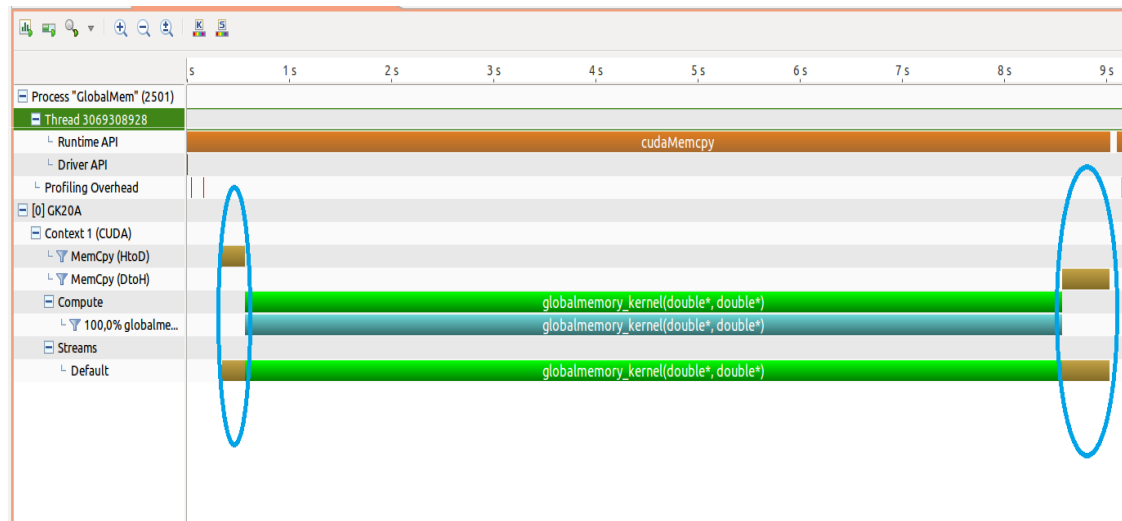 K S
s 1 s 2 s 3 s 4 s 5 s 6 s 7 s 8 s 9 s
Process "GlobalMem" (2501)
Thread 3069308928
Runtime API cudaMemcpy
Driver API
Profiling Overhead
[0] GK20A
Context 1 (CUDA)
MemCpy (HtoD)
MemCpy (DtoH)
Compute globalmemory_kernel(double*, double*)
100,0% globalme... globalmemory_kernel(double*, double*)
Streams
Default globalmemory_kernel(double*, double*)